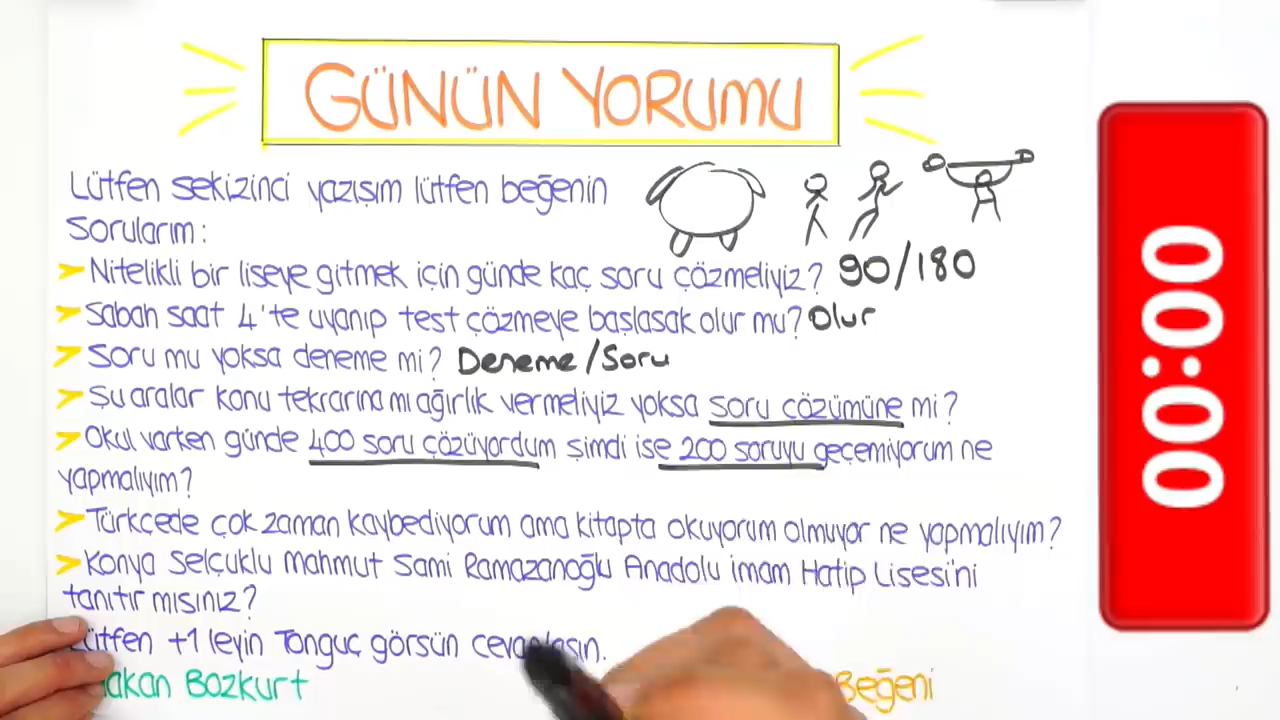 GÜNÜN YORUMU
Lütfen sekizinci yazışım lütfen beğenin
Sorularım:
➤ Nitelikli bir liseye gitmek için günde kaç soru çözmeliyiz? 90/180
➤ Sabah saat 4'te uyanıp test çözmeye başlasak olur mu? Olur
➤ Soru mu yoksa deneme mi? Deneme/Soru
➤ Şu aralar konu tekrarına mı ağırlık vermeliyiz yoksa soru çözümüne mi?
➤ Okul varken günde 400 soru çözüyordum şimdi ise 200 soruyu geçemiyorum ne
yapmalıyım?
➤ Türkçede çok zaman kaybediyorum ama kitapta okuyorum olmuyor ne yapmalıyım?
➤ Konya Selçuklu Mahmut Sami Ramazanoğlu Anadolu İmam Hatip Lisesi'ni
tanıtır mısınız?
Lütfen +1 leyin Tonguç görsün cevaplasın.
akan Bozkurt
Beğeni
00:00